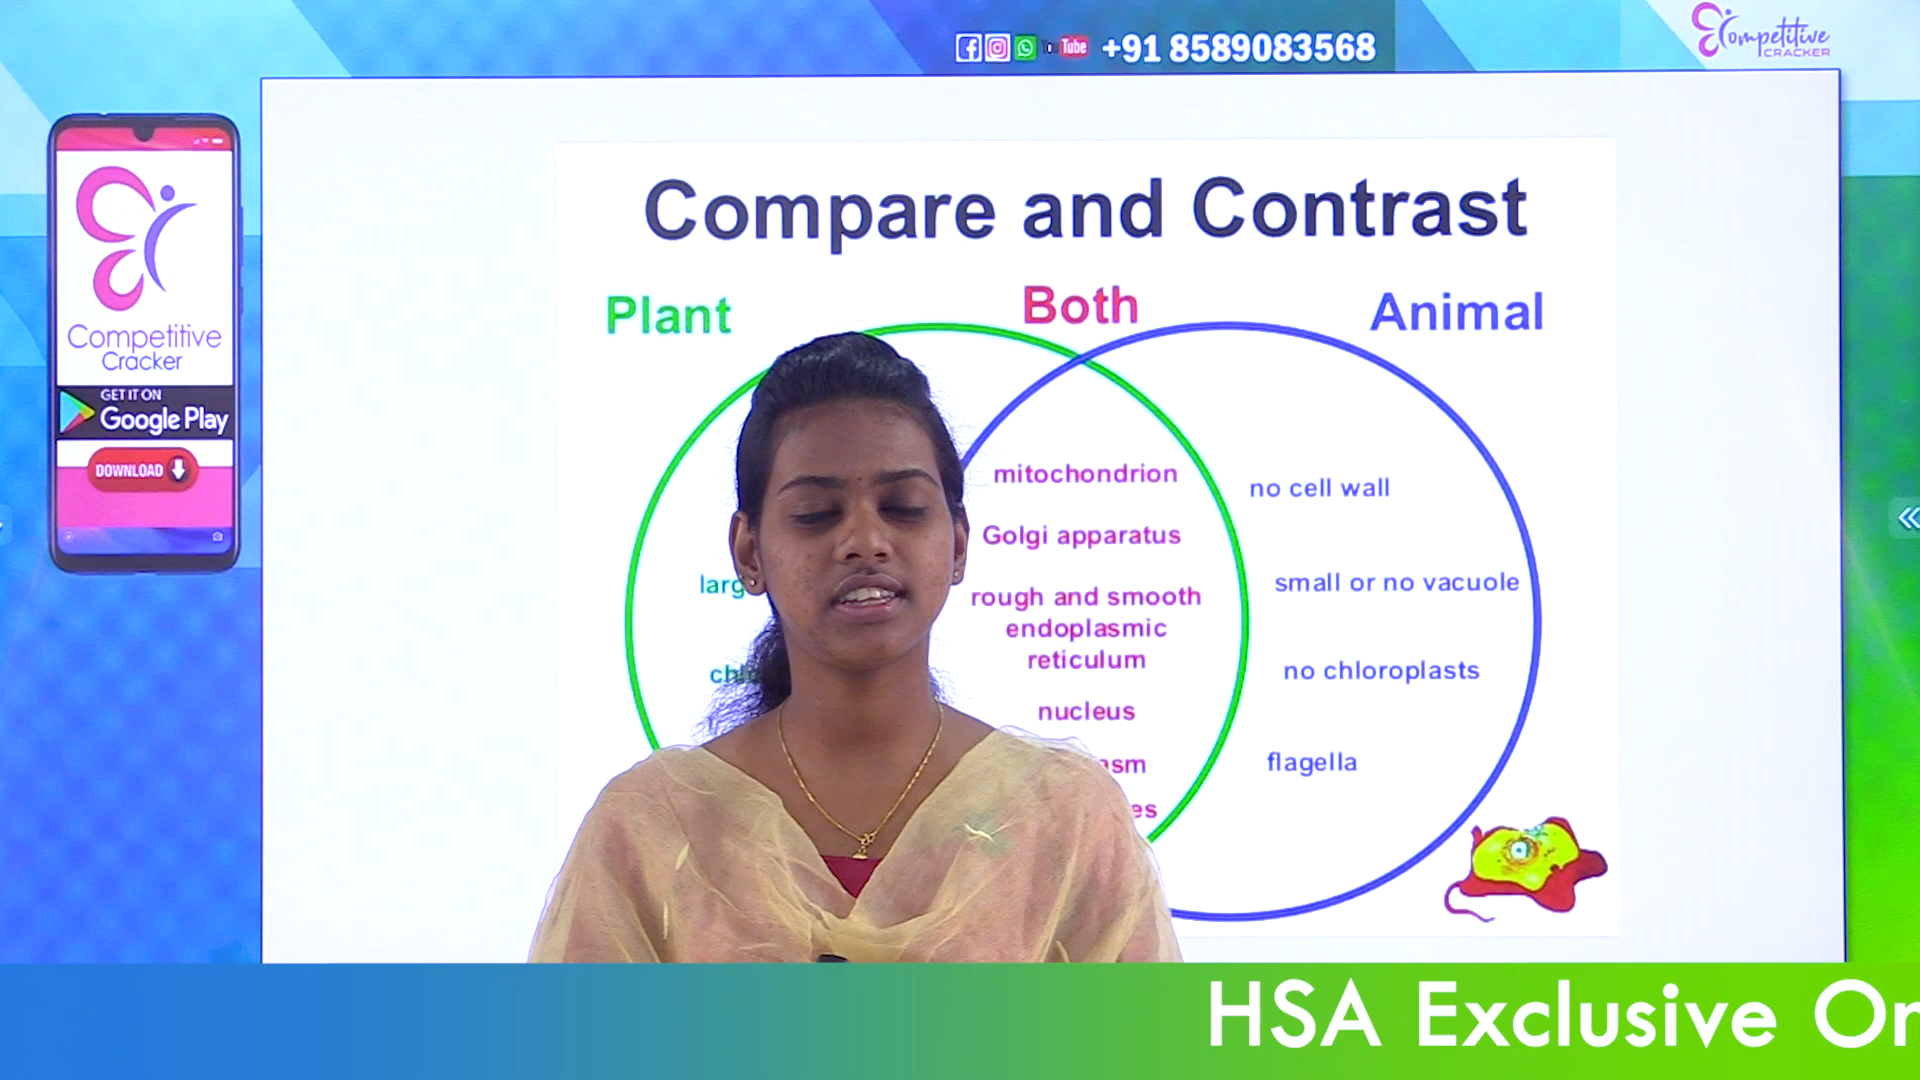 +91 8589083568
Competitive
CRACKER
Competitive
Cracker
GET IT ON
Google Play
DOWNLOAD
Compare and Contrast
Plant
Both
Animal
mitochondrion
no cell wall
Golgi apparatus
small or no vacuole
rough and smooth
endoplasmic
reticulum
no chloroplasts
nucleus
flagella
HSA Exclusive